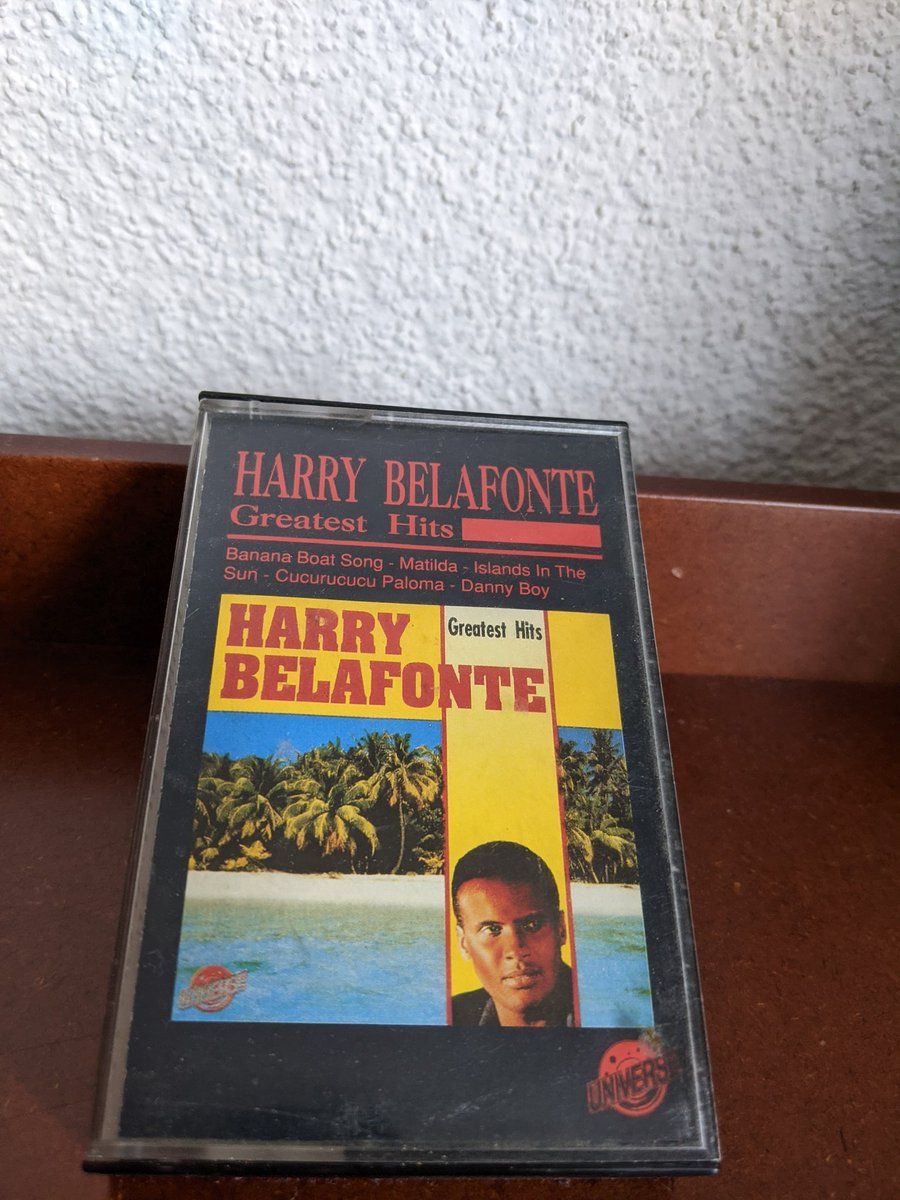 HARRY BELAFONTE
Greatest Hits
Banana Boat Song - Matilda - Islands In The
Sun - Cucurucucu Paloma - Danny Boy
HARRY
BELAFONTE
Greatest Hits
UNIVERSE
UNIVERS